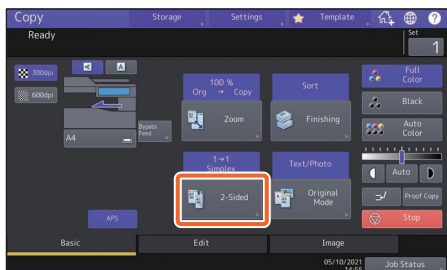 Copy
Storage
Settings
Template
Ready
Set
1
300dpi
A
A
600dpi
A4
Bypass
Feed
APS
100 %
Org → Copy
Zoom
Sort
Finishing
1→1
Simplex
2-Sided
Text/Photo
Original
Mode
Full
Color
Black
Auto
Color
Auto
Proof Copy
Stop
Basic
Edit
Image
05/10/2021
14:55
Job Status